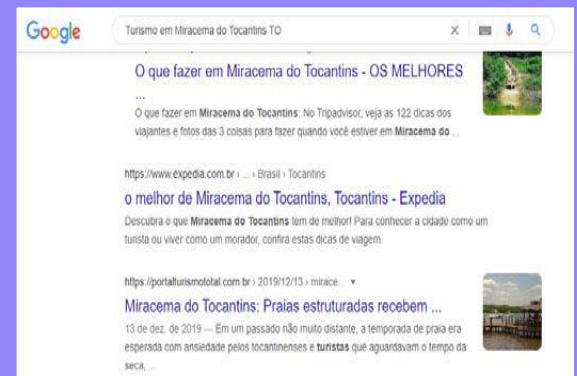 Google
Turismo em Miracema do Tocantins TO
O que fazer em Miracema do Tocantins - OS MELHORES
...
O que fazer em Miracema do Tocantins: No Tripadvisor, veja as 122 dicas dos
viajantes e fotos das 3 coisas para fazer quando você estiver em Miracema do ...
https://www.expedia.com.br › ... › Brasil › Tocantins
o melhor de Miracema do Tocantins, Tocantins - Expedia
Descubra o que Miracema do Tocantins tem de melhor! Para conhecer a cidade como um
turista ou viver como um morador, confira estas dicas de viagem.
https://portalturismototal.com.br › 2019/12/13 › mirace...
Miracema do Tocantins: Praias estruturadas recebem ...
13 de dez. de 2019 — Em um passado não muito distante, a temporada de praia era
esperada com ansiedade pelos tocantinenses e turistas que aguardavam o tempo da
seca, ...